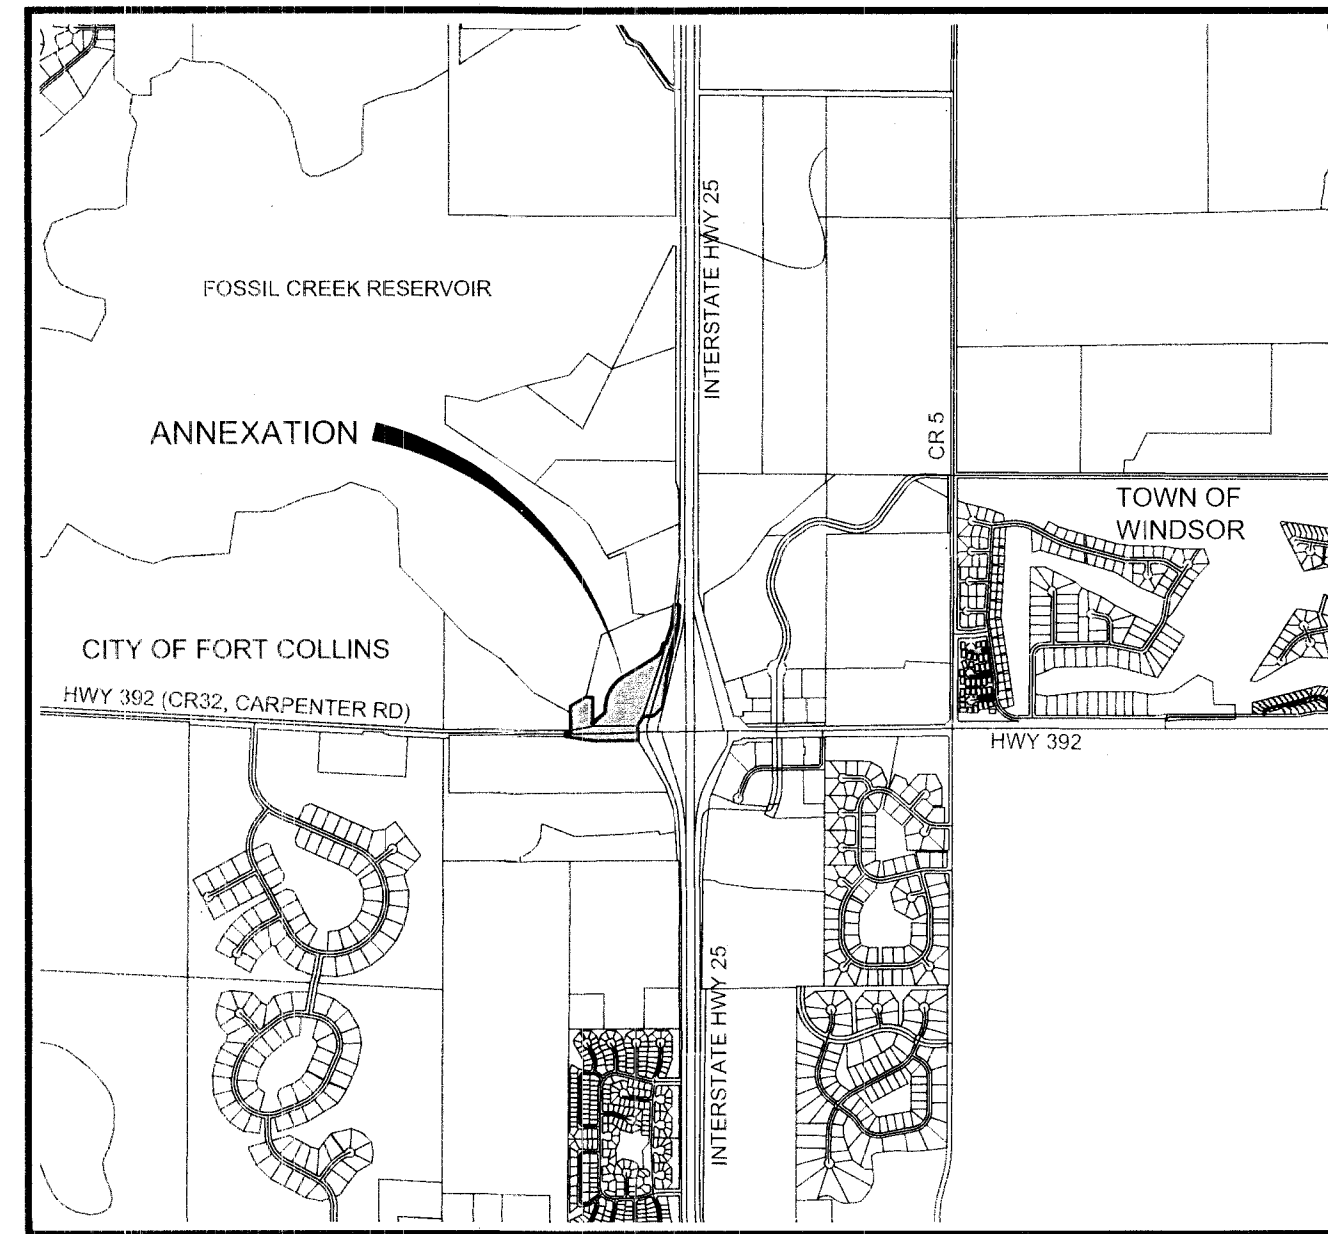 INTERSTATE HWY 25
FOSSIL CREEK RESERVOIR
ANNEXATION
CR 5
TOWN OF
WINDSOR
CITY OF FORT COLLINS
HWY 392 (CR32, CARPENTER RD)
HWY 392
INTERSTATE HWY 25